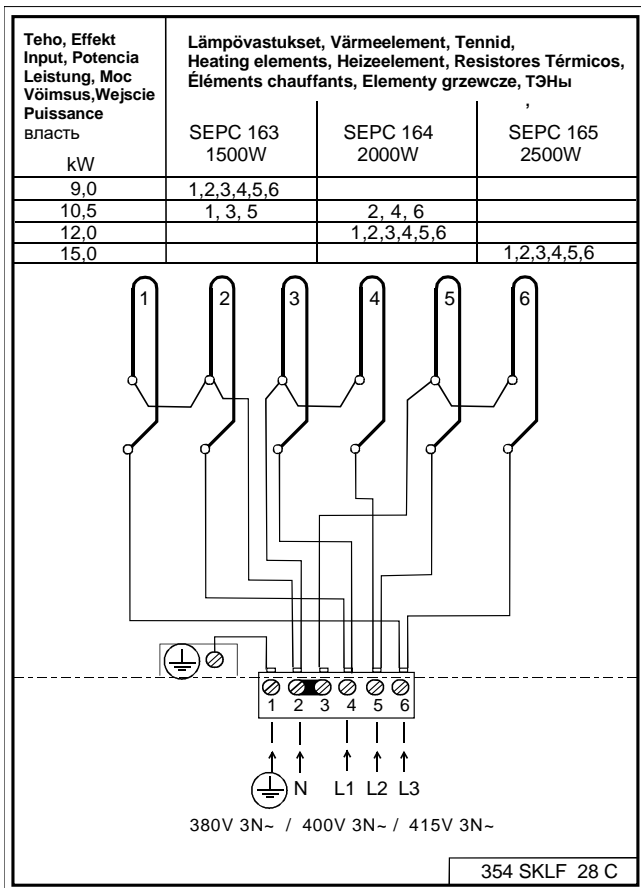 Teho, Effekt
Input, Potencia
Leistung, Moc
Vöimsus,Wejscie
Puissance
власть
kW
Lämpövastukset, Värmeelement, Tennid,
Heating elements, Heizeelement, Resistores Térmicos,
Éléments chauffants, Elementy grzewcze, ТЭНы
,
SEPC 163 SEPC 164 SEPC 165
1500W 2000W 2500W
9,0 1,2,3,4,5,6
10,5 1, 3, 5 2, 4, 6
12,0 1,2,3,4,5,6
15,0 1,2,3,4,5,6
1 2 3 4 5 6
1 2 3 4 5 6
N L1 L2 L3
380V 3N~ / 400V 3N~ / 415V 3N~
354 SKLF 28 C